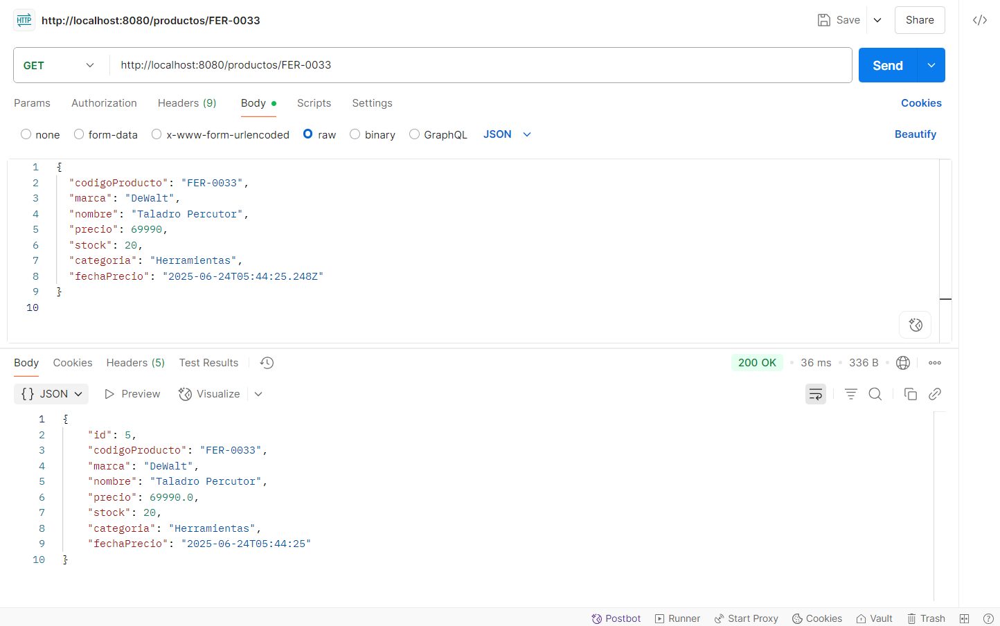 HTTP http://localhost:8080/productos/FER-0033 Save Share
GET http://localhost:8080/productos/FER-0033 Send
Params Authorization Headers (9) Body Scripts Settings Cookies
none form-data x-www-form-urlencoded raw binary GraphQL JSON Beautify
1 {
2 "codigoProducto": "FER-0033",
3 "marca": "DeWalt",
4 "nombre": "Taladro Percutor",
5 "precio": 69990,
6 "stock": 20,
7 "categoria": "Herramientas",
8 "fechaPrecio": "2025-06-24T05:44:25.248Z"
9 }
10
Body Cookies Headers (5) Test Results 200 OK 36 ms 336 B
{} JSON Preview Visualize
1 {
2 "id": 5,
3 "codigoProducto": "FER-0033",
4 "marca": "DeWalt",
5 "nombre": "Taladro Percutor",
6 "precio": 69990.0,
7 "stock": 20,
8 "categoria": "Herramientas",
9 "fechaPrecio": "2025-06-24T05:44:25"
10 }
Postbot Runner Start Proxy Cookies Vault Trash